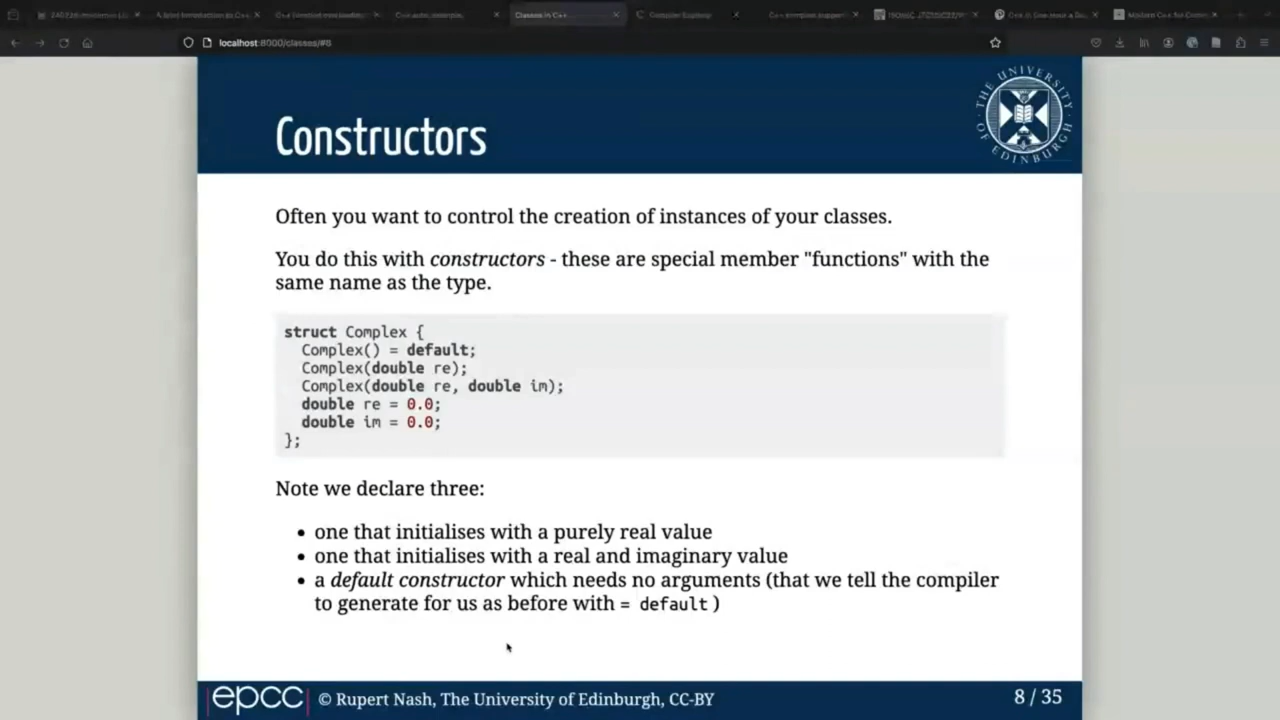 Classes in C++
Compiler Explorer
localhost:8000/classes/#8
Constructors
THE UNIVERSITY OF EDINBURGH
Often you want to control the creation of instances of your classes.
You do this with constructors - these are special member "functions" with the
same name as the type.
struct Complex {
Complex() = default;
Complex(double re);
Complex(double re, double im);
double re = 0.0;
double im = 0.0;
};
Note we declare three:
• one that initialises with a purely real value
• one that initialises with a real and imaginary value
• a default constructor which needs no arguments (that we tell the compiler
to generate for us as before with = default )
epcc © Rupert Nash, The University of Edinburgh, CC-BY 8 / 35